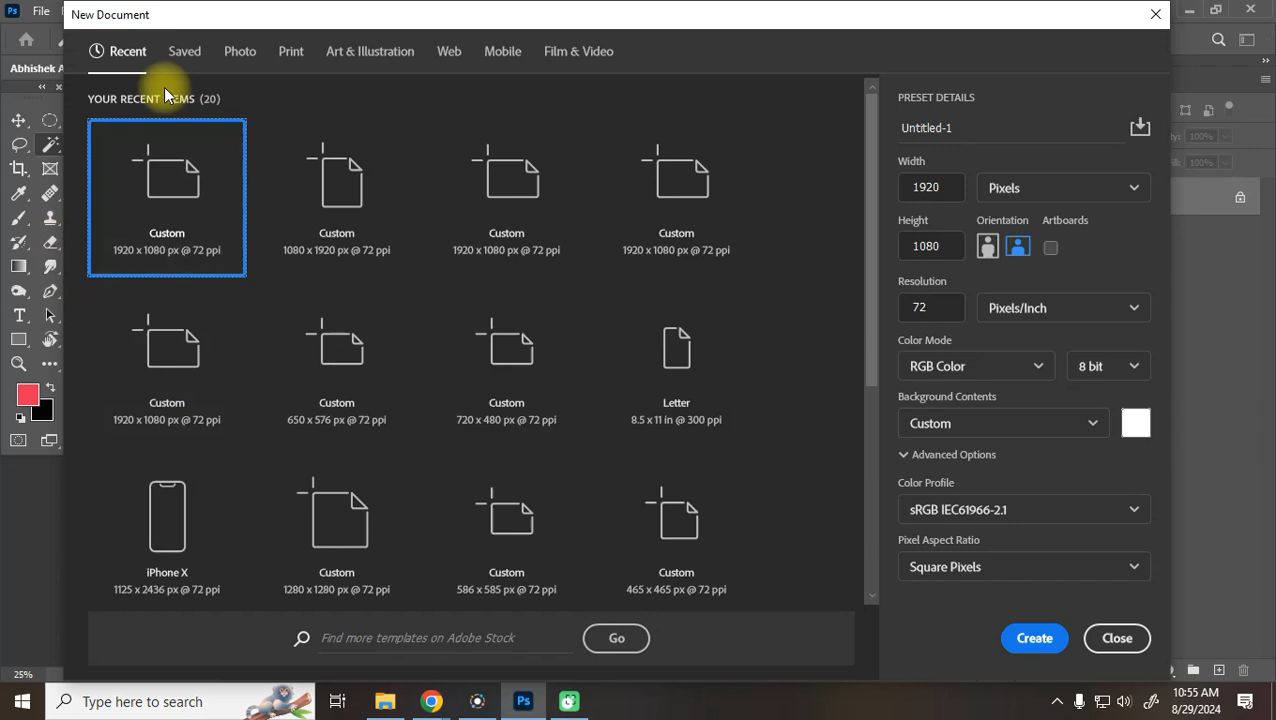 New Document
Ps File
Recent Saved Photo Print Art & Illustration Web Mobile Film & Video
Abhishek A
YOUR RECENT ITEMS (20)
PRESET DETAILS
Untitled-1
Width
1920 Pixels
Height Orientation Artboards
1080
Resolution
72 Pixels/Inch
Color Mode
RGB Color 8 bit
Background Contents
Custom
Advanced Options
Color Profile
sRGB IEC61966-2.1
Pixel Aspect Ratio
Square Pixels
Create Close
Custom Custom Custom Custom
1920 x 1080 px @ 72 ppi 1080 x 1920 px @ 72 ppi 1920 x 1080 px @ 72 ppi 1920 x 1080 px @ 72 ppi
Custom Custom Custom Letter
1920 x 1080 px @ 72 ppi 650 x 576 px @ 72 ppi 720 x 480 px @ 72 ppi 8.5 x 11 in @ 300 ppi
iPhone X Custom Custom Custom
1125 x 2436 px @ 72 ppi 1280 x 1280 px @ 72 ppi 586 x 585 px @ 72 ppi 465 x 465 px @ 72 ppi
Find more templates on Adobe Stock Go
100%
100%
25%
Type here to search
Ps
10:55 AM
8/29/2024